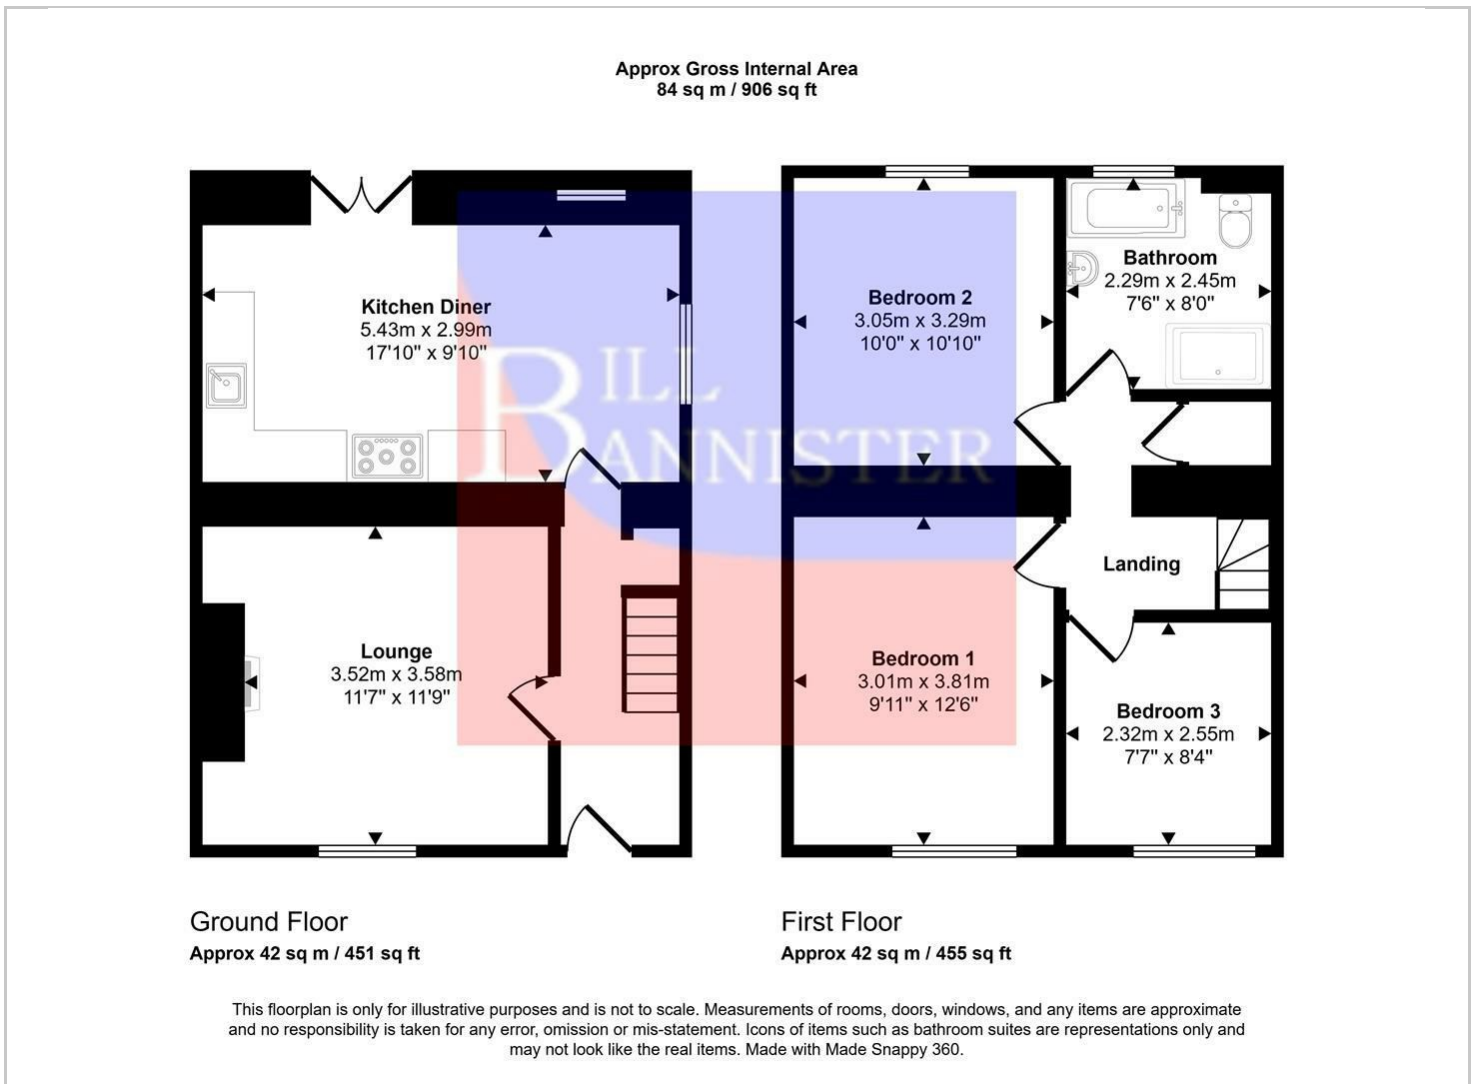 Approx Gross Internal Area
84 sq m / 906 sq ft
Kitchen Diner
5.43m x 2.99m
17'10" x 9'10"
Lounge
3.52m x 3.58m
11'7" x 11'9"
Bedroom 2
3.05m x 3.29m
10'0" x 10'10"
Bathroom
2.29m x 2.45m
7'6" x 8'0"
Landing
Bedroom 1
3.01m x 3.81m
9'11" x 12'6"
Bedroom 3
2.32m x 2.55m
7'7" x 8'4"
BILL
BANNISTER
Ground Floor
Approx 42 sq m / 451 sq ft
First Floor
Approx 42 sq m / 455 sq ft
This floorplan is only for illustrative purposes and is not to scale. Measurements of rooms, doors, windows, and any items are approximate
and no responsibility is taken for any error, omission or mis-statement. Icons of items such as bathroom suites are representations only and
may not look like the real items. Made with Made Snappy 360.